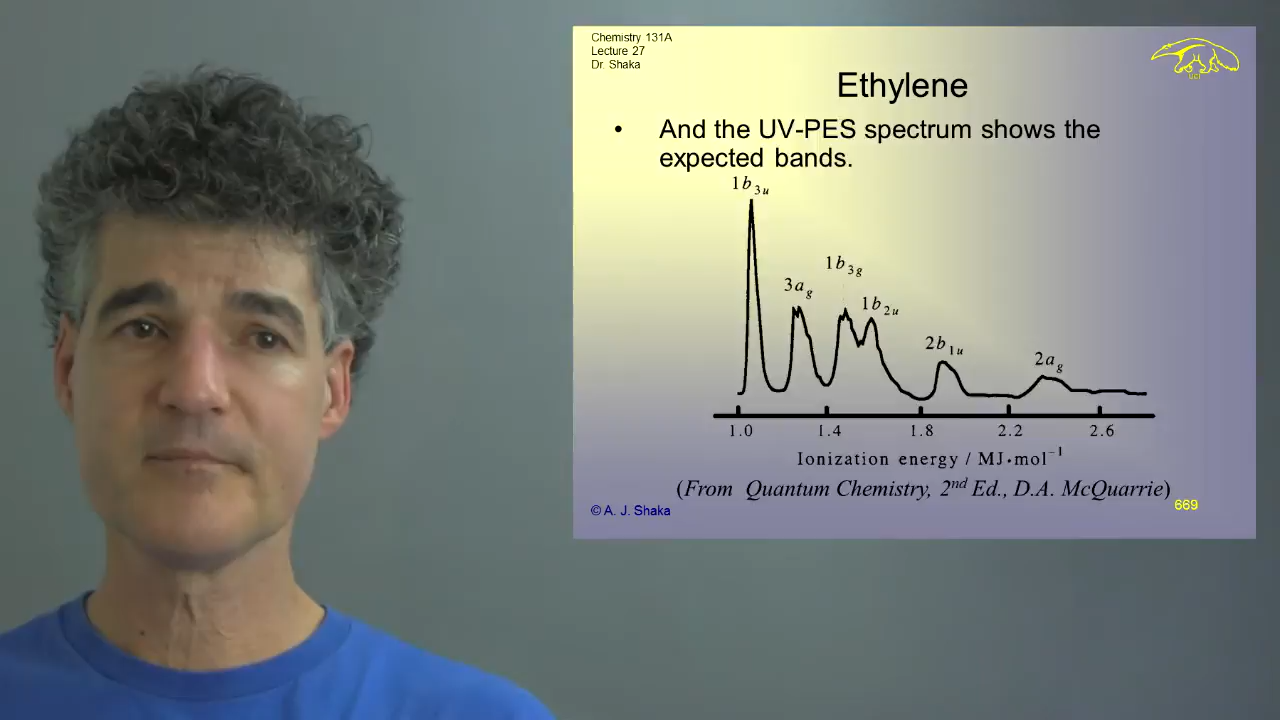 Chemistry 131A
Lecture 27
Dr. Shaka
UCI
Ethylene
• And the UV-PES spectrum shows the
expected bands.
1b3u
3ag
1b3g
1b2u
2b1u
2ag
1.0 1.4 1.8 2.2 2.6
Ionization energy / MJ·mol−1
(From Quantum Chemistry, 2nd Ed., D.A. McQuarrie)
© A. J. Shaka
669